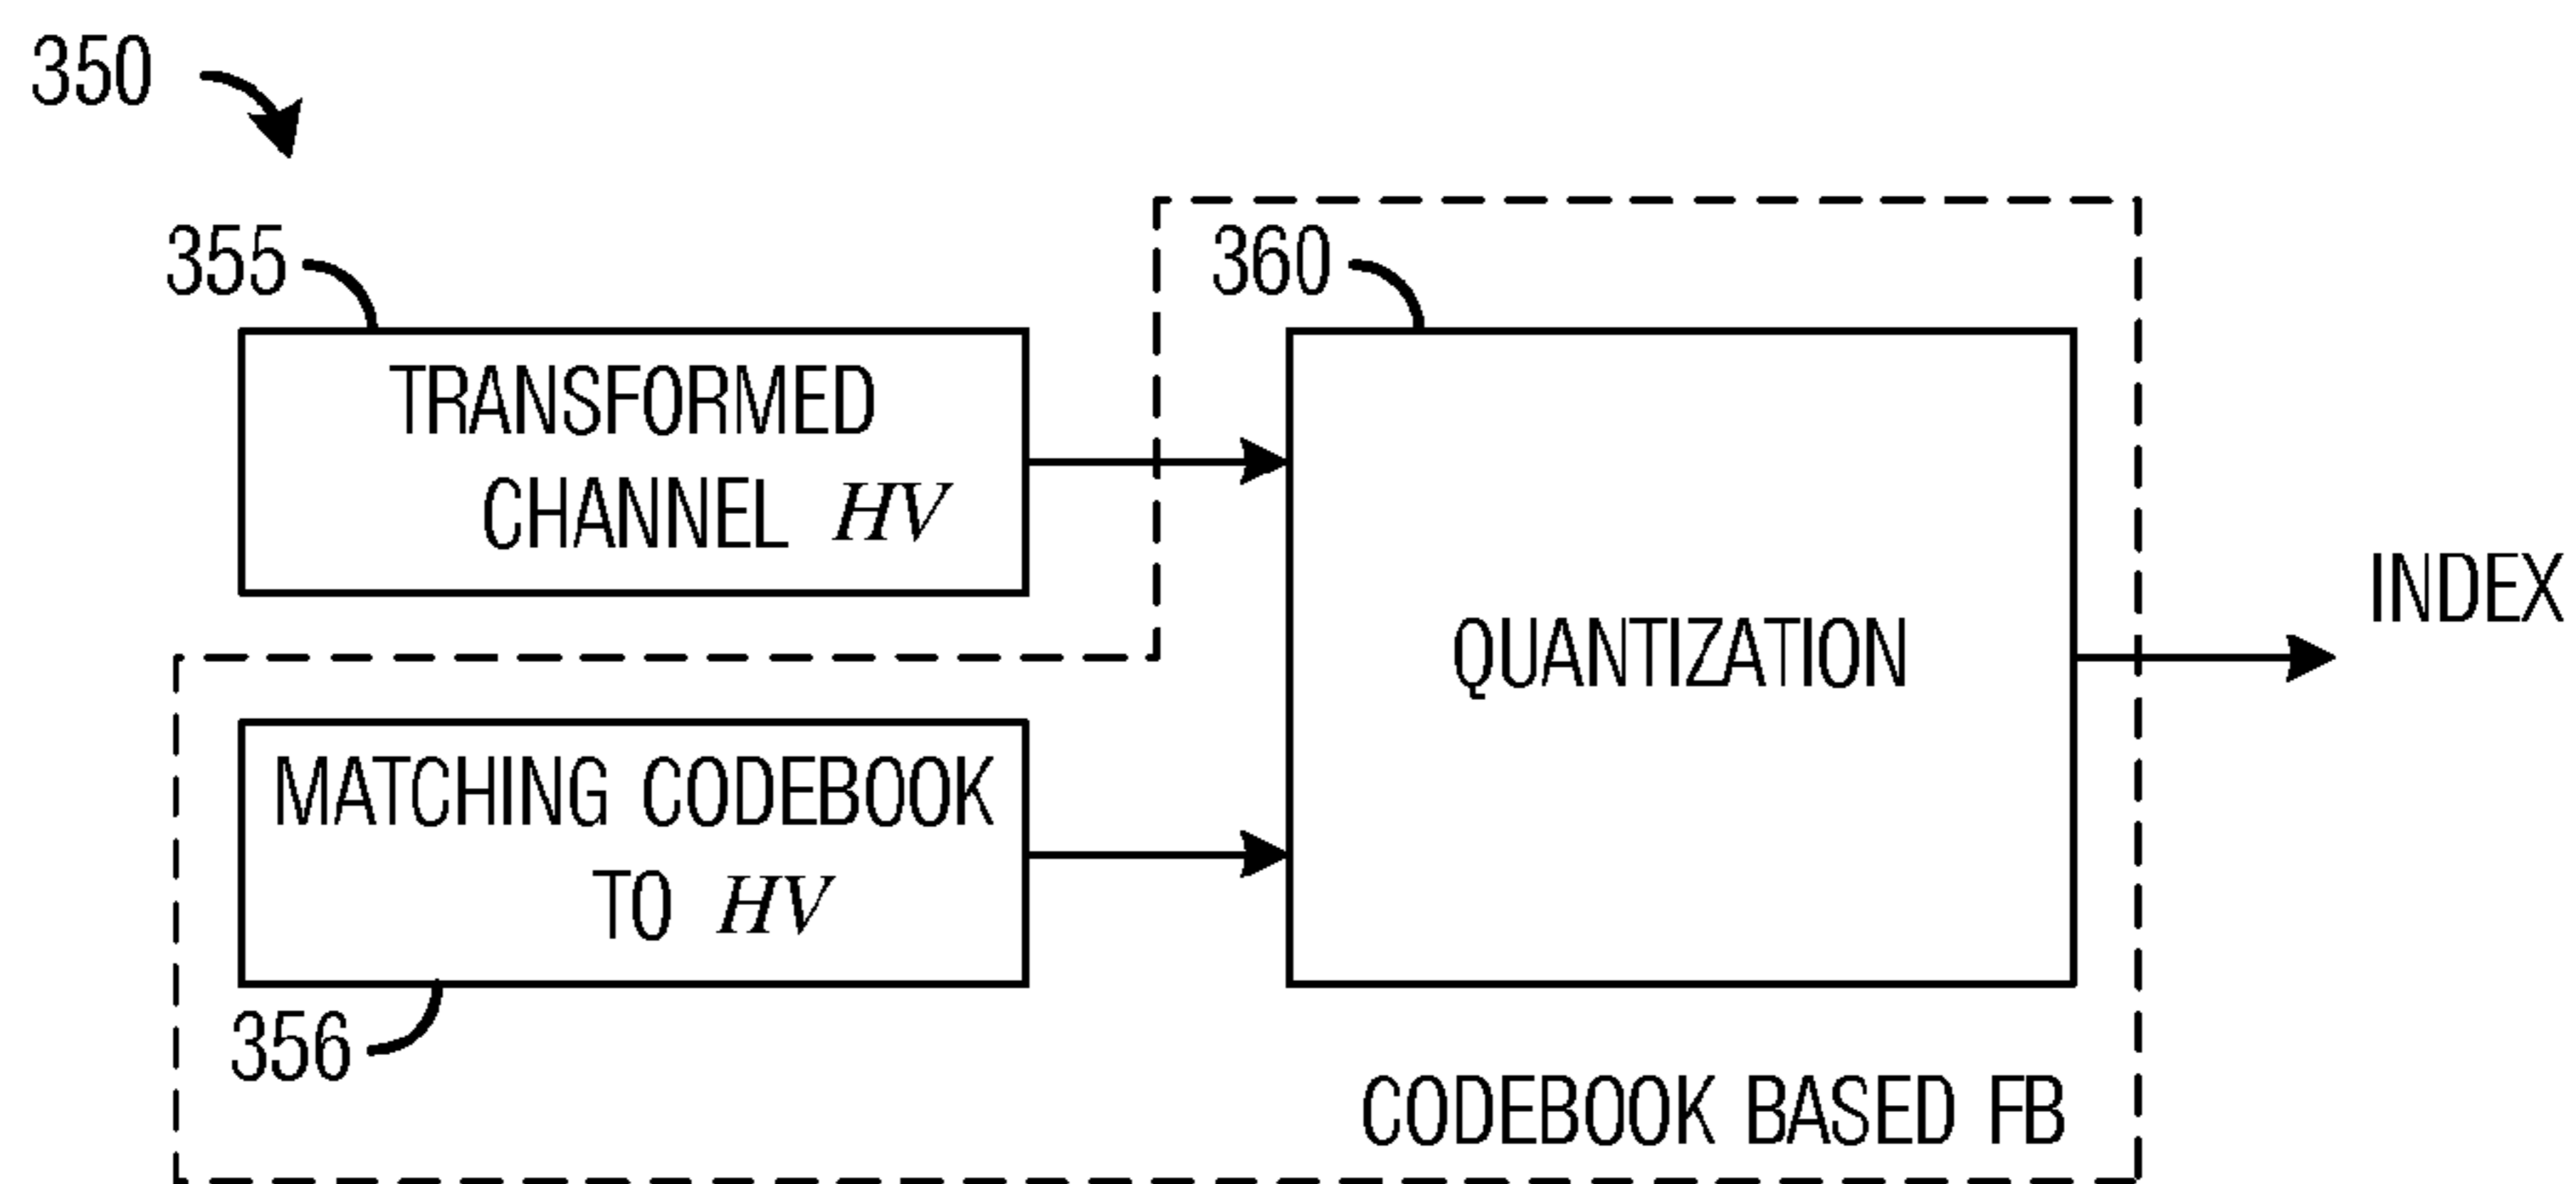 350
355
360
TRANSFORMED
CHANNEL HV
INDEX
QUANTIZATION
MATCHING CODEBOOK
TO HV
356
CODEBOOK BASED FB